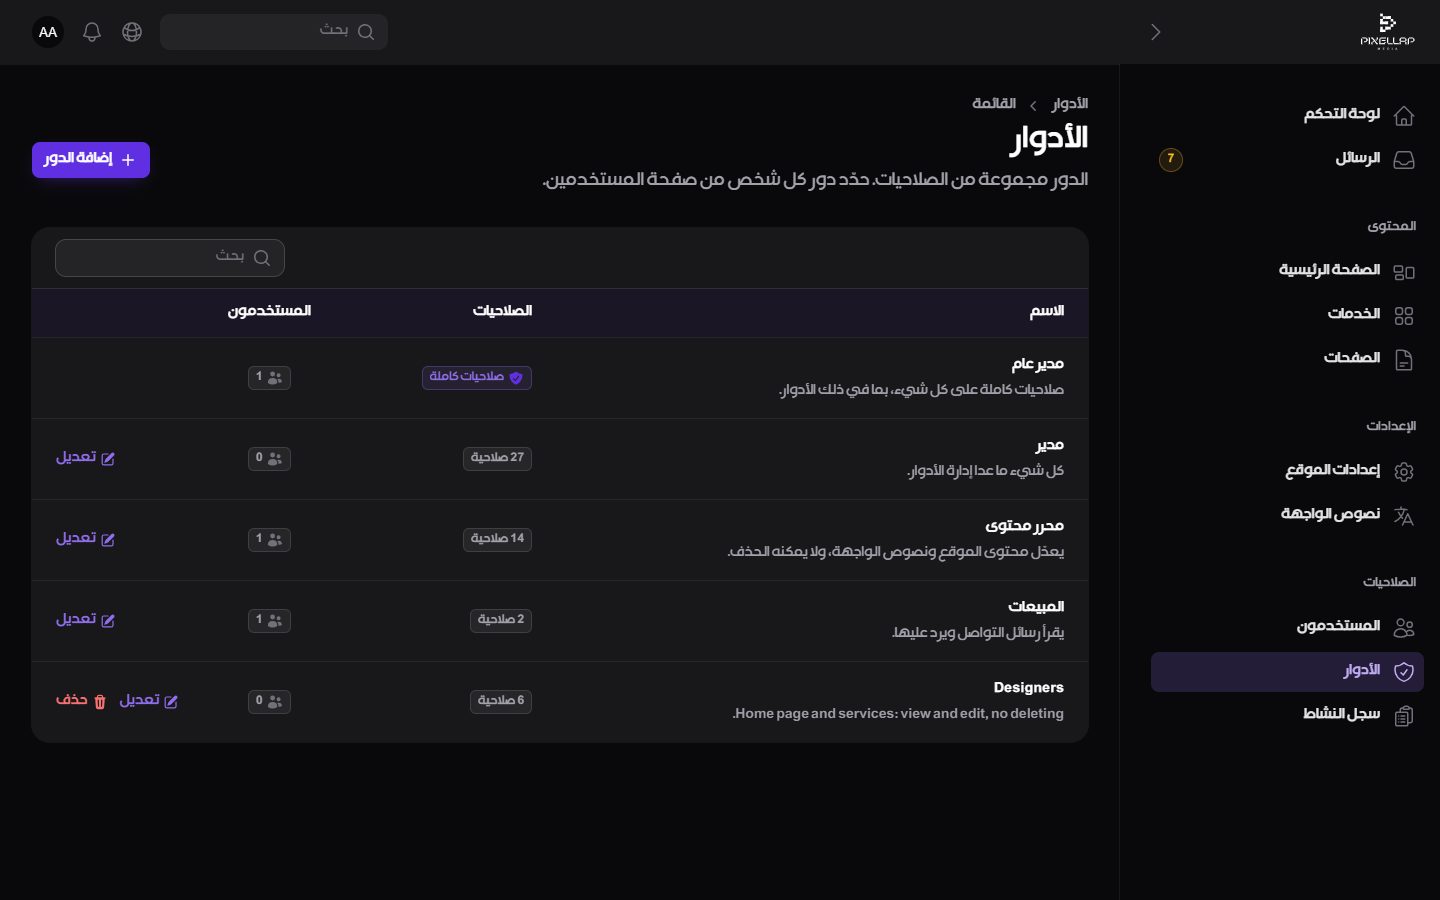 PIXELLAP
MEDIA
بحث
AA
لوحة التحكم
الرسائل
7
المحتوى
الصفحة الرئيسية
الخدمات
الصفحات
الإعدادات
إعدادات الموقع
نصوص الواجهة
الصلاحيات
المستخدمون
الأدوار
سجل النشاط
الأدوار
القائمة
الأدوار
الدور مجموعة من الصلاحيات. حدّد دور كل شخص من صفحة المستخدمين.
إضافة الدور
بحث
الاسم الصلاحيات المستخدمون
مدير عام
صلاحيات كاملة على كل شيء، بما في ذلك الأدوار.
صلاحيات كاملة
1
مدير
كل شيء ما عدا إدارة الأدوار.
27 صلاحية
0
تعديل
محرر محتوى
يعدّل محتوى الموقع ونصوص الواجهة، ولا يمكنه الحذف.
14 صلاحية
1
تعديل
المبيعات
يقرأ رسائل التواصل ويرد عليها.
2 صلاحية
1
تعديل
Designers
Home page and services: view and edit, no deleting.
6 صلاحية
0
تعديل
حذف